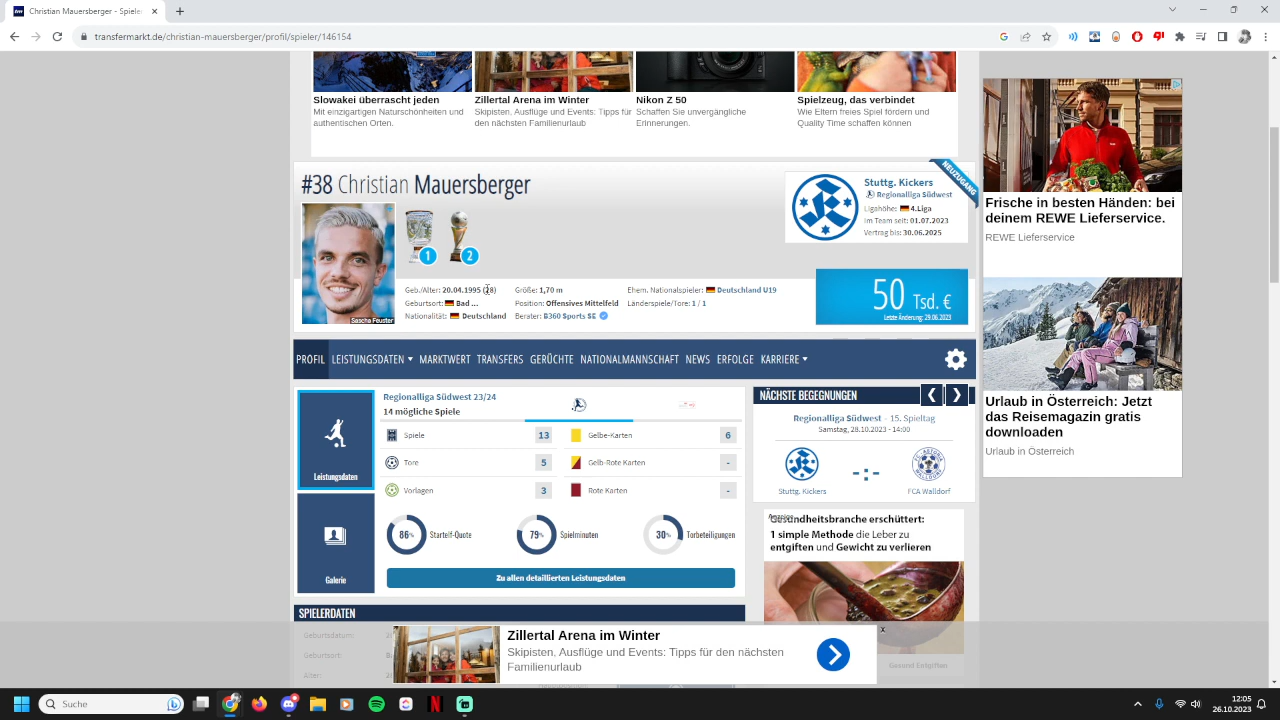 Christian Mauersberger - Spiele
transfermarkt.de/christian-mauersberger/profil/spieler/146154
Slowakei überrascht jeden
Mit einzigartigen Naturschönheiten und
authentischen Orten.
Zillertal Arena im Winter
Skipisten, Ausflüge und Events: Tipps für
den nächsten Familienurlaub
Nikon Z 50
Schaffen Sie unvergängliche
Erinnerungen.
Spielzeug, das verbindet
Wie Eltern freies Spiel fördern und
Quality Time schaffen können
#38 Christian Mauersberger
NEUZUGANG
Stuttg. Kickers
Regionalliga Südwest
Ligahöhe: 4.Liga
Im Team seit: 01.07.2023
Vertrag bis: 30.06.2025
1
2
Sascha Feuster
Geb./Alter: 20.04.1995 (28)
Geburtsort: Bad ...
Nationalität: Deutschland
Größe: 1,70 m
Position: Offensives Mittelfeld
Berater: B360 Sports SE
Ehem. Nationalspieler: Deutschland U19
Länderspiele/Tore: 1 / 1
50 Tsd. €
Letzte Änderung: 29.06.2023
PROFIL LEISTUNGSDATEN MARKTWERT TRANSFERS GERÜCHTE NATIONALMANNSCHAFT NEWS ERFOLGE KARRIERE
Leistungsdaten
Galerie
Regionalliga Südwest 23/24
14 mögliche Spiele
Spiele 13
Gelbe-Karten 6
Tore 5
Gelb-Rote Karten -
Vorlagen 3
Rote Karten -
86% Startelf-Quote
79% Spielminuten
30% Torbeteiligungen
Zu allen detaillierten Leistungsdaten
SPIELERDATEN
Geburtsdatum:
Geburtsort:
Alter:
NÄCHSTE BEGEGNUNGEN
Regionalliga Südwest - 15. Spieltag
Samstag, 28.10.2023 - 14:00
-:-
Stuttg. Kickers
FCA Walldorf
Anzeige
Gesundheitsbranche erschüttert:
1 simple Methode die Leber zu
entgiften und Gewicht zu verlieren
Gesund Entgiften
Frische in besten Händen: bei
deinem REWE Lieferservice.
REWE Lieferservice
Urlaub in Österreich: Jetzt
das Reisemagazin gratis
downloaden
Urlaub in Österreich
Zillertal Arena im Winter
Skipisten, Ausflüge und Events: Tipps für den nächsten
Familienurlaub
X
Suche
12:05
26.10.2023